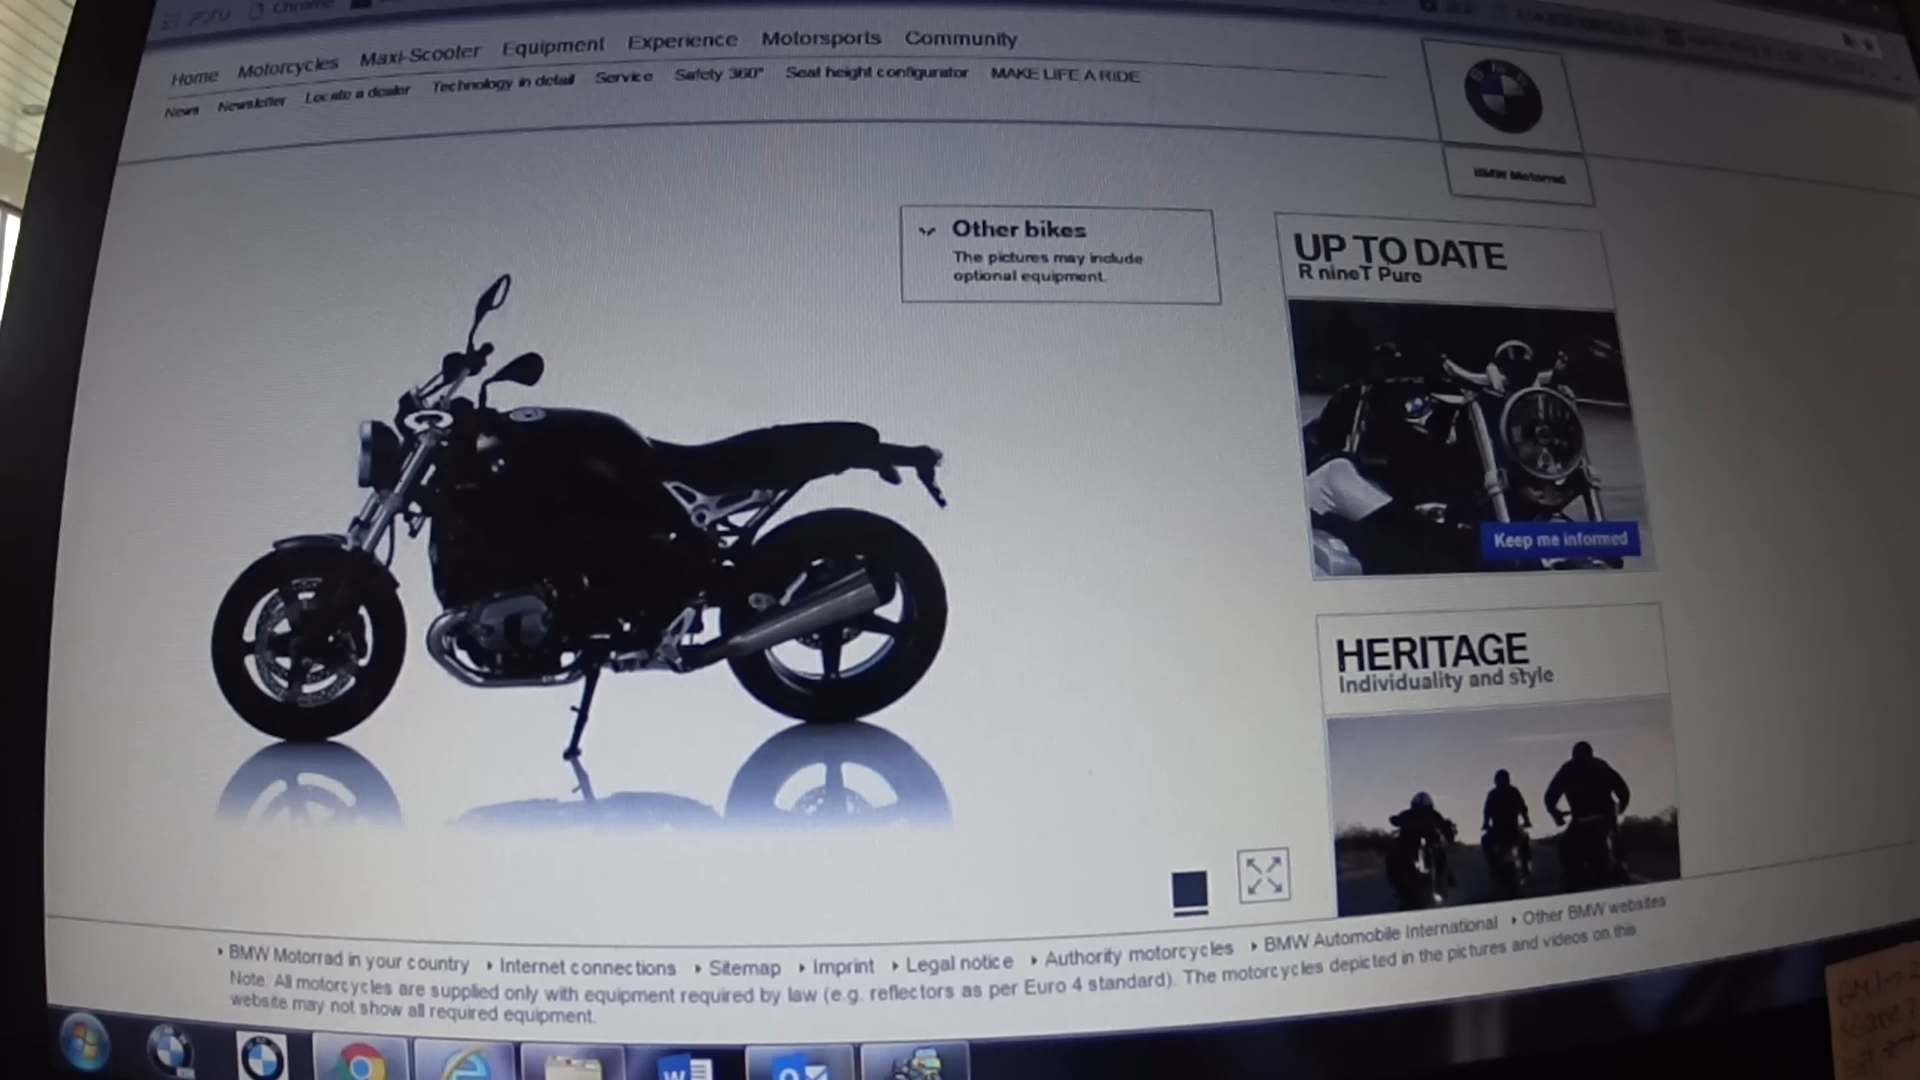 アプリ Chrome
Home Motorcycles Maxi-Scooter Equipment Experience Motorsports Community
News Newsletter Locate a dealer Technology in detail Service Safety 360° Seat height configurator MAKE LIFE A RIDE
BMW
BMW Motorrad
Other bikes
The pictures may include
optional equipment.
UP TO DATE
R nineT Pure
Keep me informed
HERITAGE
Individuality and style
BMW Motorrad in your country Internet connections Sitemap Imprint Legal notice Authority motorcycles BMW Automobile International Other BMW websites
Note. All motorcycles are supplied only with equipment required by law (e.g. reflectors as per Euro 4 standard). The motorcycles depicted in the pictures and videos on this
website may not show all required equipment.